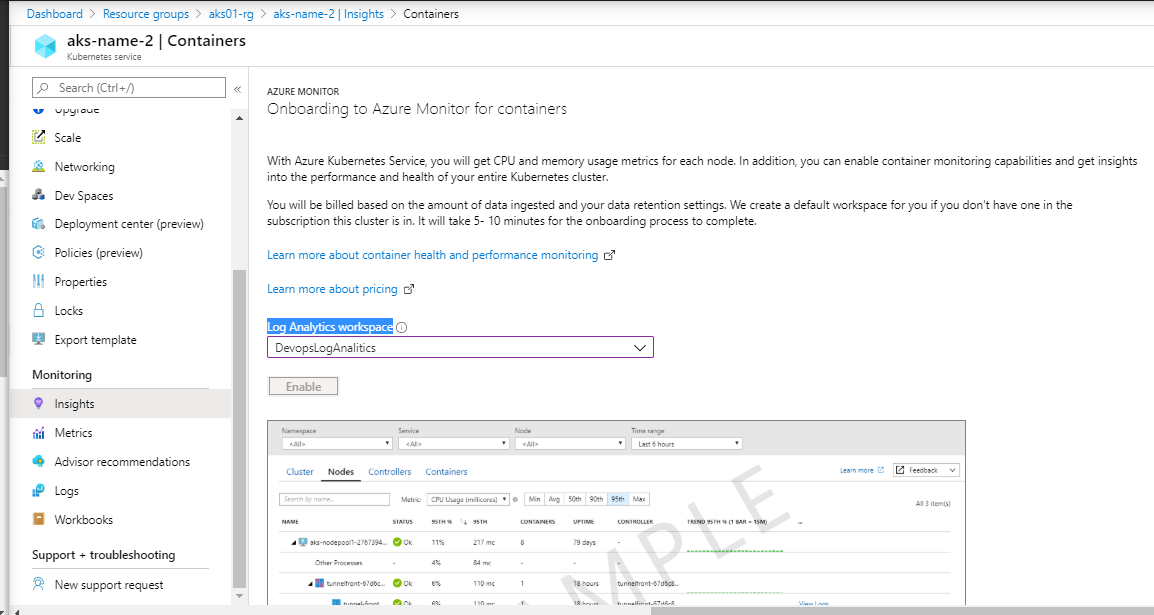 Dashboard > Resource groups > aks01-rg > aks-name-2 | Insights > Containers
aks-name-2 | Containers
Kubernetes service
Search (Ctrl+/)
«
Upgrade
Scale
Networking
Dev Spaces
Deployment center (preview)
Policies (preview)
Properties
Locks
Export template
Monitoring
Insights
Metrics
Advisor recommendations
Logs
Workbooks
Support + troubleshooting
New support request
AZURE MONITOR
Onboarding to Azure Monitor for containers
With Azure Kubernetes Service, you will get CPU and memory usage metrics for each node. In addition, you can enable container monitoring capabilities and get insights
into the performance and health of your entire Kubernetes cluster.
You will be billed based on the amount of data ingested and your data retention settings. We create a default workspace for you if you don't have one in the
subscription this cluster is in. It will take 5- 10 minutes for the onboarding process to complete.
Learn more about container health and performance monitoring
Learn more about pricing
Log Analytics workspace
DevopsLogAnalitics
Enable
Namespace Service Node Time range
<All> <All> <All> Last 6 hours
Cluster Nodes Controllers Containers Learn more Feedback
Search by name... Metric: CPU Usage (millicores) Min Avg 50th 90th 95th Max All 3 item(s)
NAME STATUS 95TH % 95TH CONTAINERS UPTIME CONTROLLER TREND 95TH % (1 BAR = 15M) ...
aks-nodepool1-2767394... Ok 11% 217 mc 8 79 days -
Other Processes - 4% 84 mc - - -
tunnelfront-67d6c... Ok 6% 110 mc 1 18 hours tunnelfront-67d6c8...
tunnel-front Ok 6% 110 mc 18 hours tunnelfront-67d6c8 View Logs
MPLE